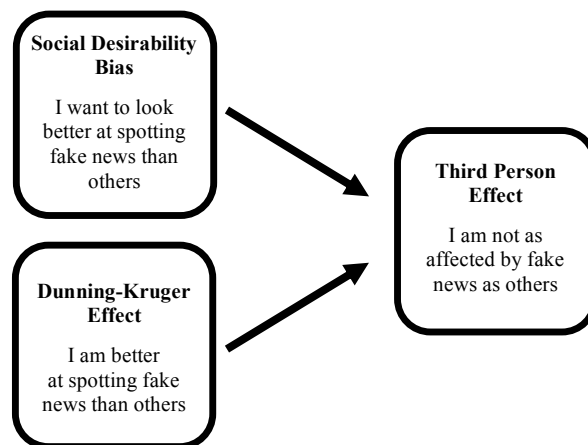 Social Desirability
Bias
I want to look
better at spotting
fake news than
others
Third Person
Effect
I am not as
affected by fake
news as others
Dunning-Kruger
Effect
I am better
at spotting fake
news than others